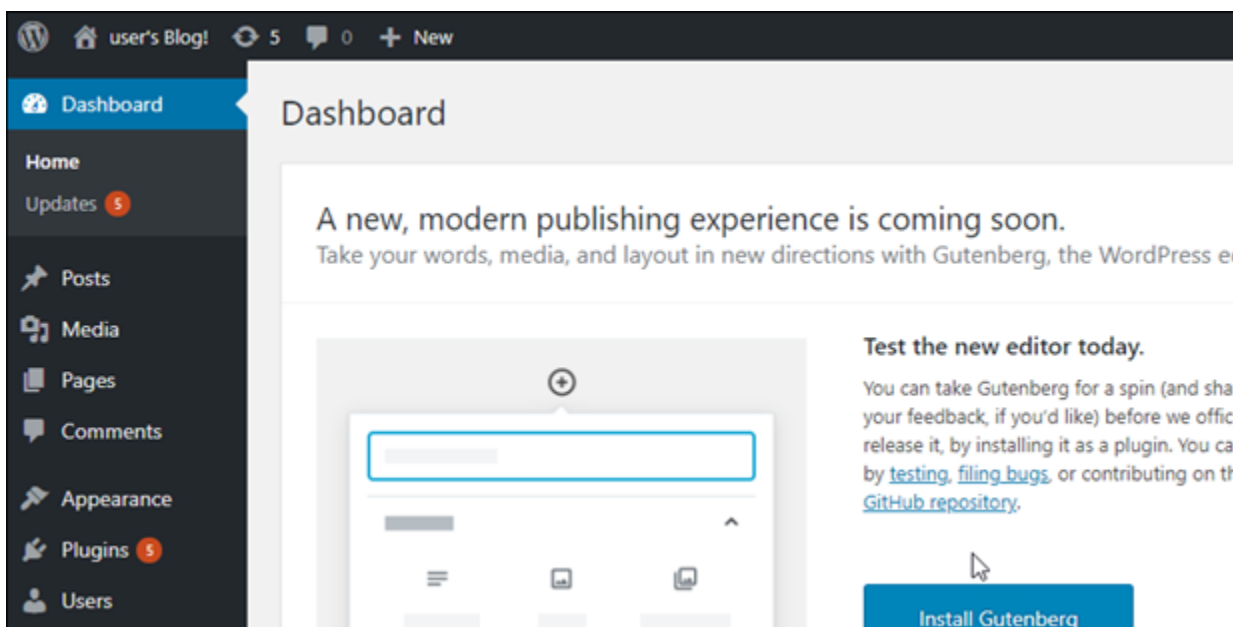 user's Blog! 5 0 + New
Dashboard
Home
Updates 5
Posts
Media
Pages
Comments
Appearance
Plugins 5
Users
Dashboard
A new, modern publishing experience is coming soon.
Take your words, media, and layout in new directions with Gutenberg, the WordPress
Test the new editor today.
You can take Gutenberg for a spin (and
your feedback, if you'd like) before we
release it, by installing it as a plugin. You
by testing, filing bugs, or contributing on
GitHub repository.
Install Gutenberg